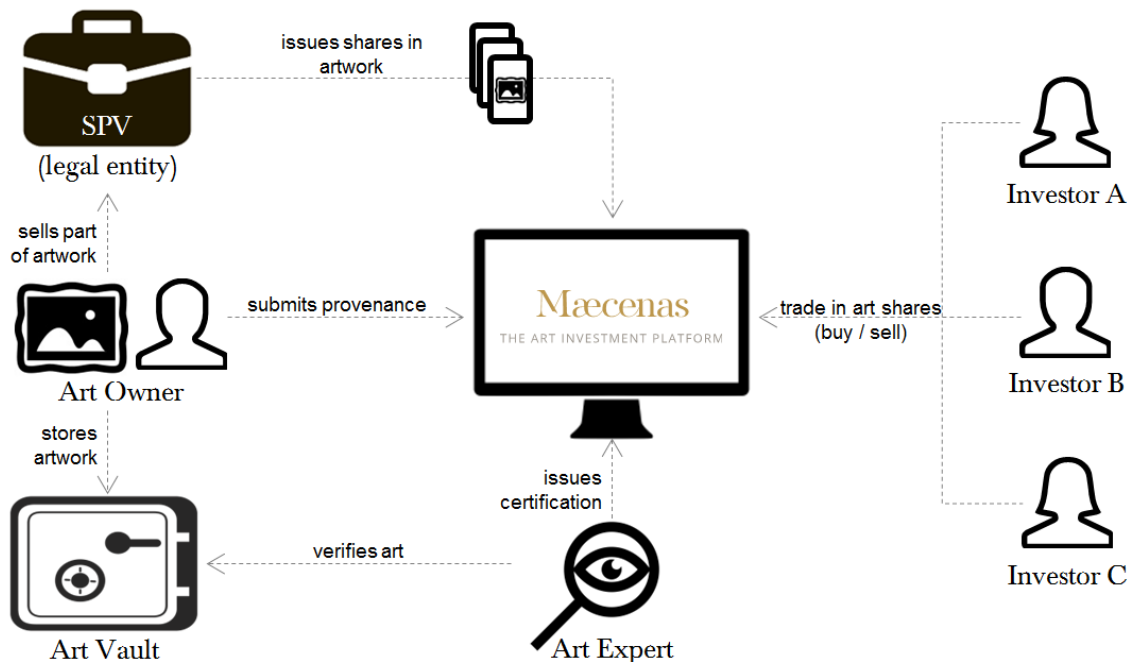 issues shares in
artwork
SPV
(legal entity)
Investor A
sells part
of artwork
submits provenance
Mæcenas
THE ART INVESTMENT PLATFORM
trade in art shares
(buy / sell)
Art Owner
Investor B
stores
artwork
issues
certification
verifies art
Investor C
Art Vault
Art Expert